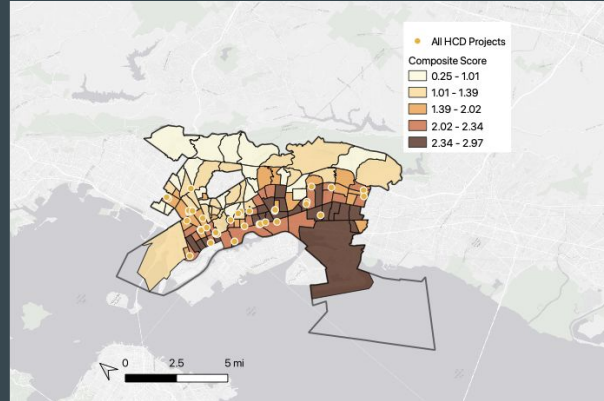 All HCD Projects
Composite Score
0.25 - 1.01
1.01 - 1.39
1.39 - 2.02
2.02 - 2.34
2.34 - 2.97
0 2.5 5 mi